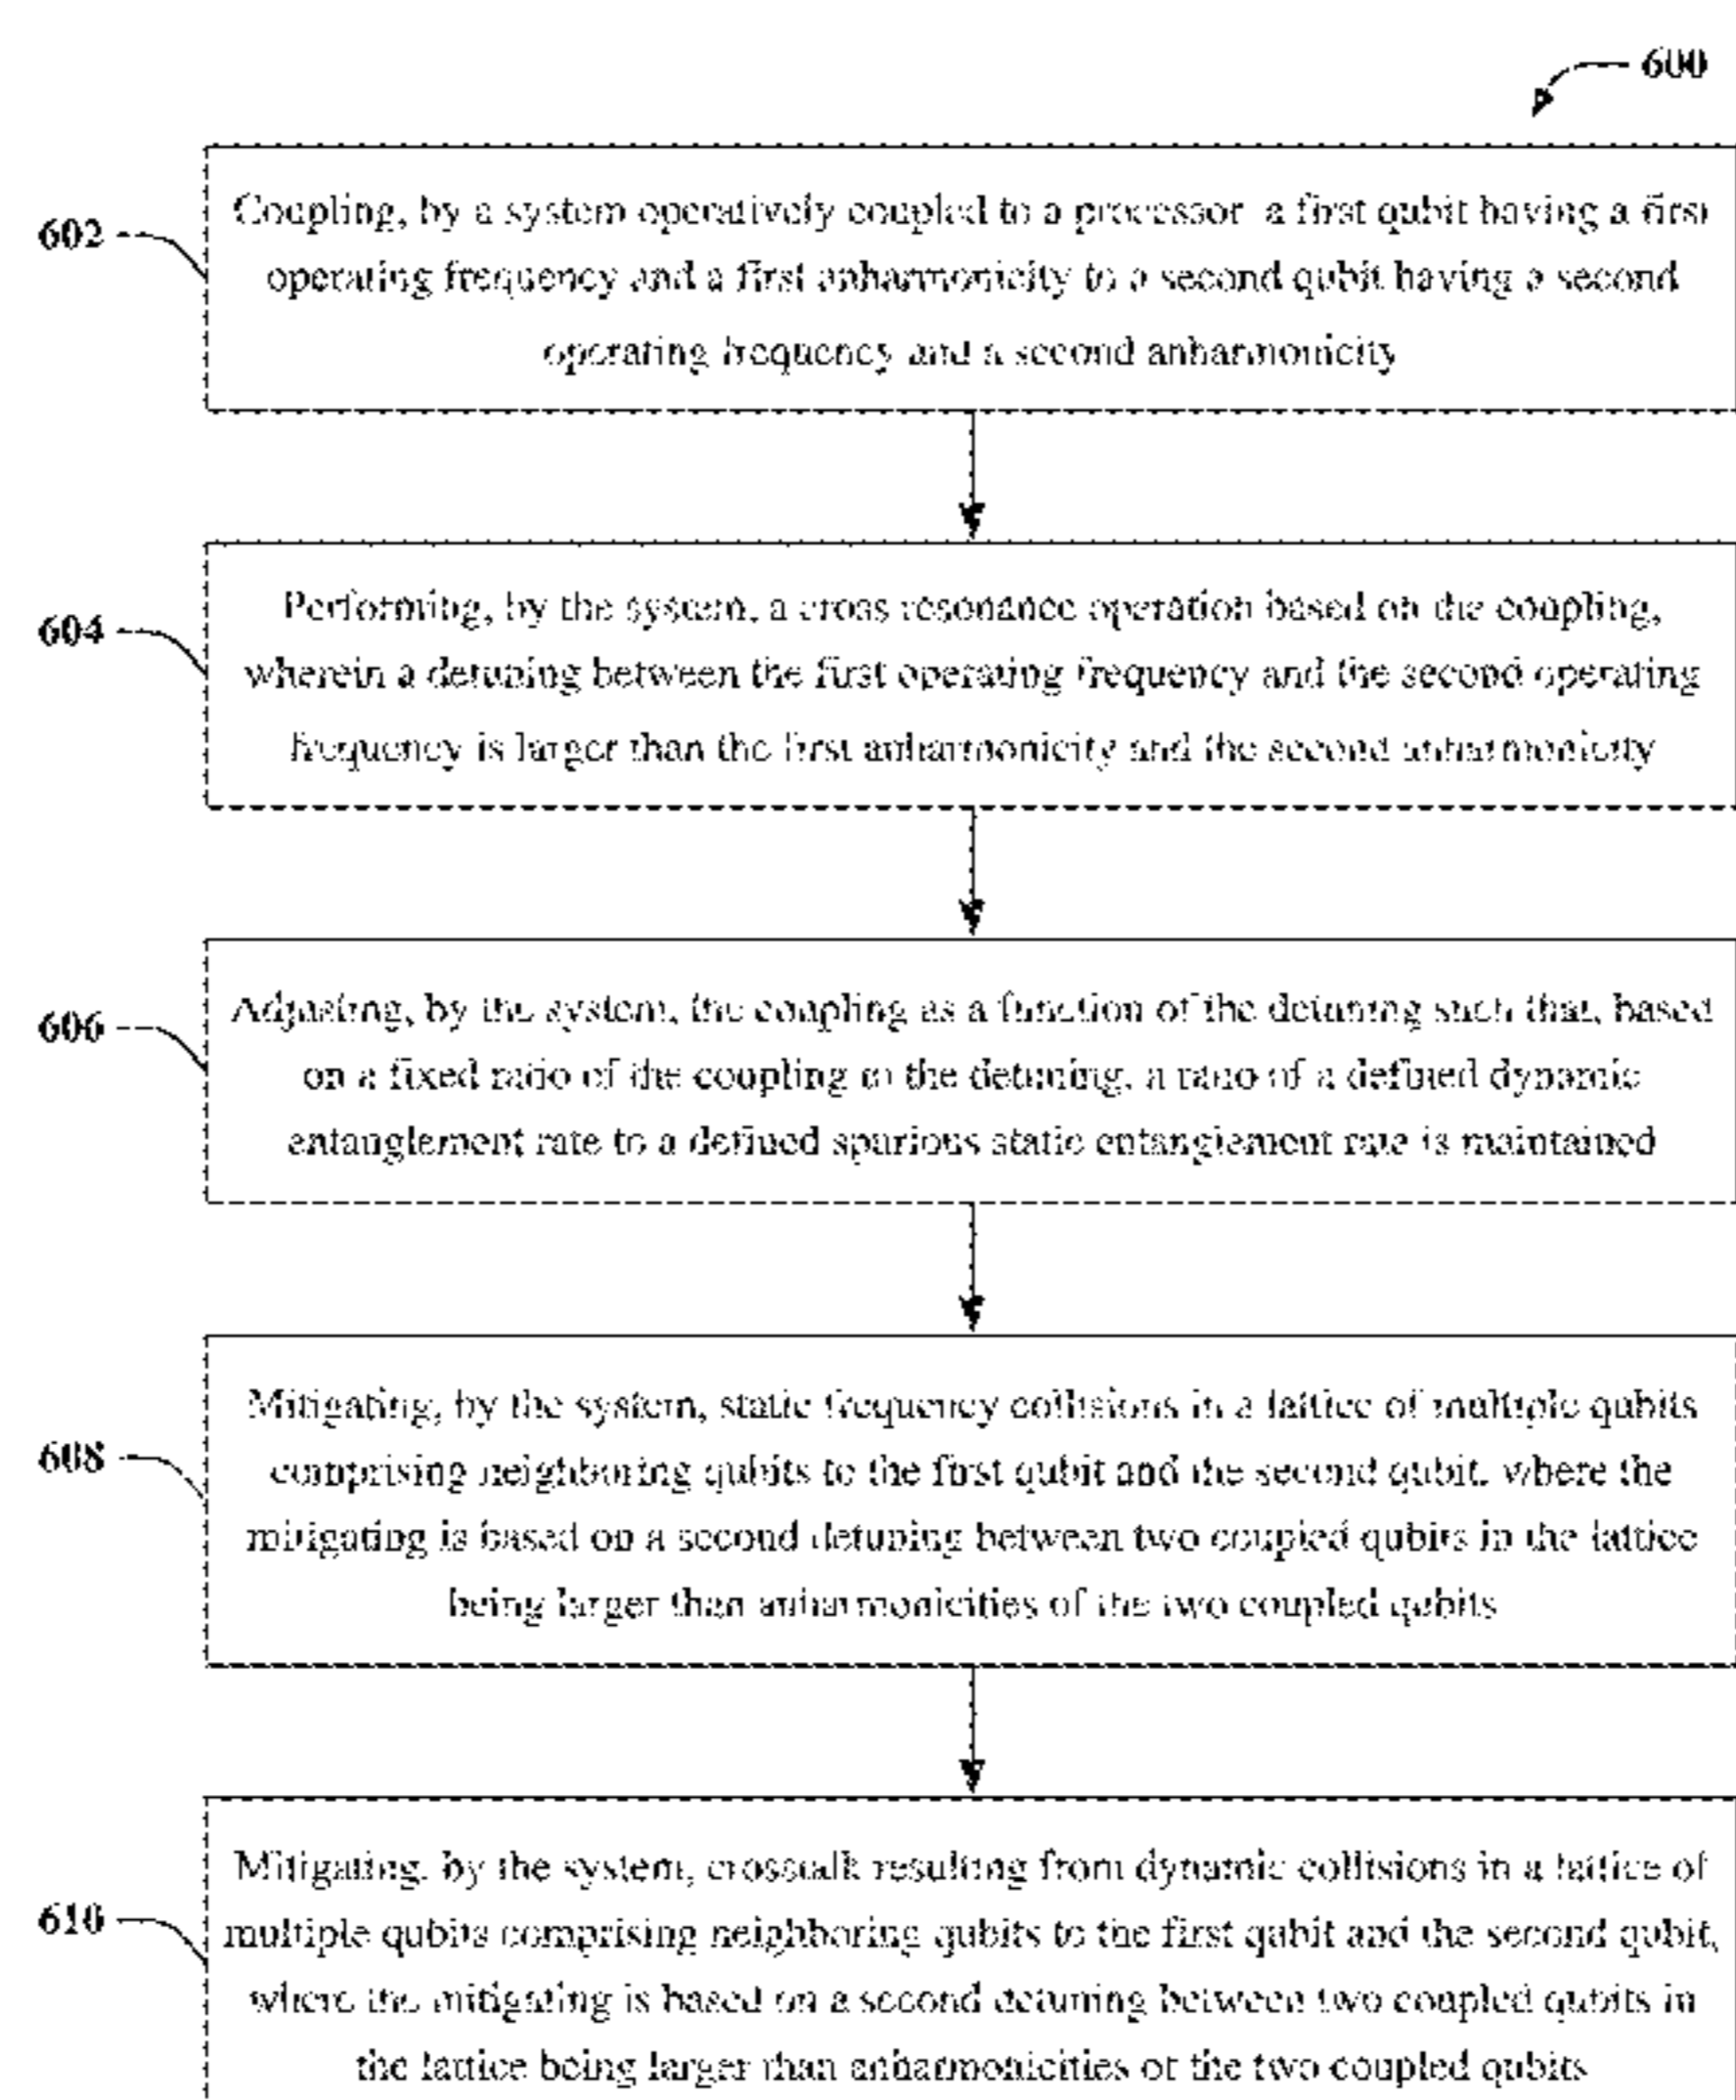 600
602
Coupling, by a system operatively coupled to a processor a first qubit having a first
operating frequency and a first anharmonicity to a second qubit having a second
operating frequency and a second anharmonicity
604
Performing, by the system, a cross resonance operation based on the coupling,
wherein a detuning between the first operating frequency and the second operating
frequency is larger than the first anharmonicity and the second anharmonicity
606
Adjusting, by the system, the coupling as a function of the detuning such that, based
on a fixed ratio of the coupling to the detuning, a ratio of a defined dynamic
entanglement rate to a defined spurious static entanglement rate is maintained
608
Mitigating, by the system, static frequency collisions in a lattice of multiple qubits
comprising neighboring qubits to the first qubit and the second qubit, where the
mitigating is based on a second detuning between two coupled qubits in the lattice
being larger than anharmonicities of the two coupled qubits
610
Mitigating, by the system, crosstalk resulting from dynamic collisions in a lattice of
multiple qubits comprising neighboring qubits to the first qubit and the second qubit,
where the mitigating is based on a second detuning between two coupled qubits in
the lattice being larger than anharmonicities of the two coupled qubits